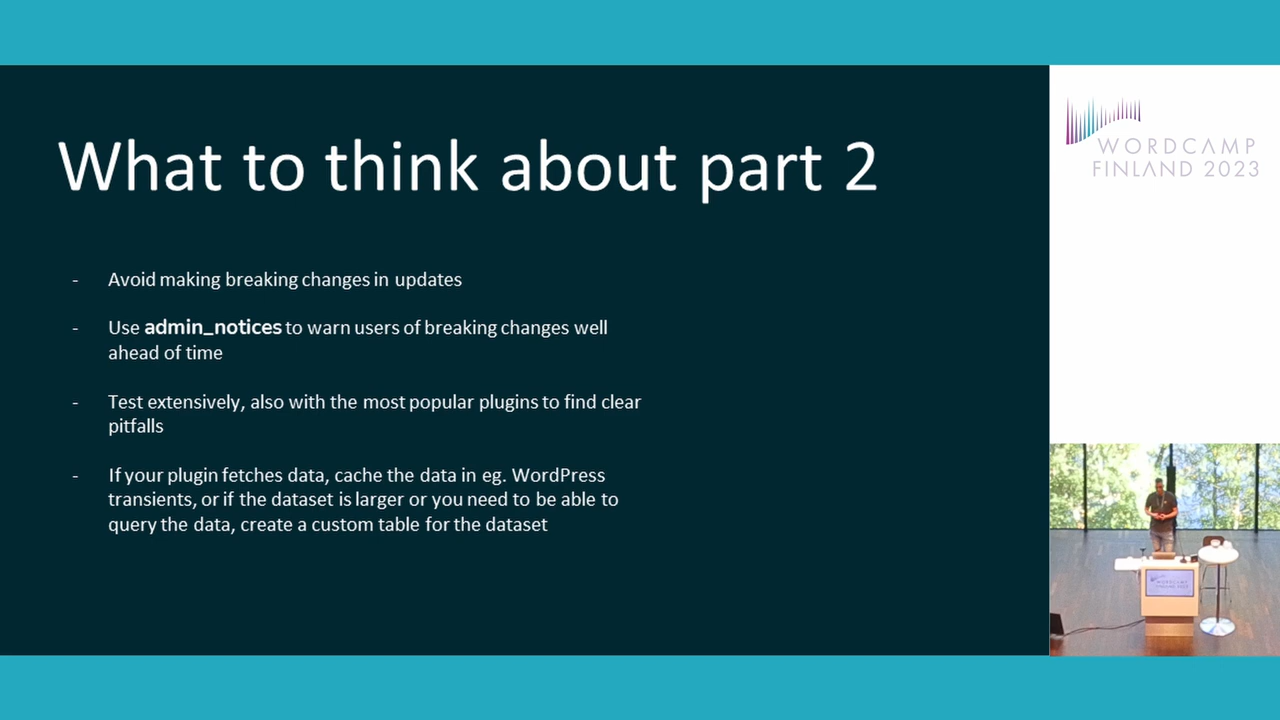 What to think about part 2
- Avoid making breaking changes in updates
- Use admin_notices to warn users of breaking changes well
ahead of time
- Test extensively, also with the most popular plugins to find clear
pitfalls
- If your plugin fetches data, cache the data in eg. WordPress
transients, or if the dataset is larger or you need to be able to
query the data, create a custom table for the dataset
WORDCAMP
FINLAND 2023
WORDCAMP
FINLAND 2023